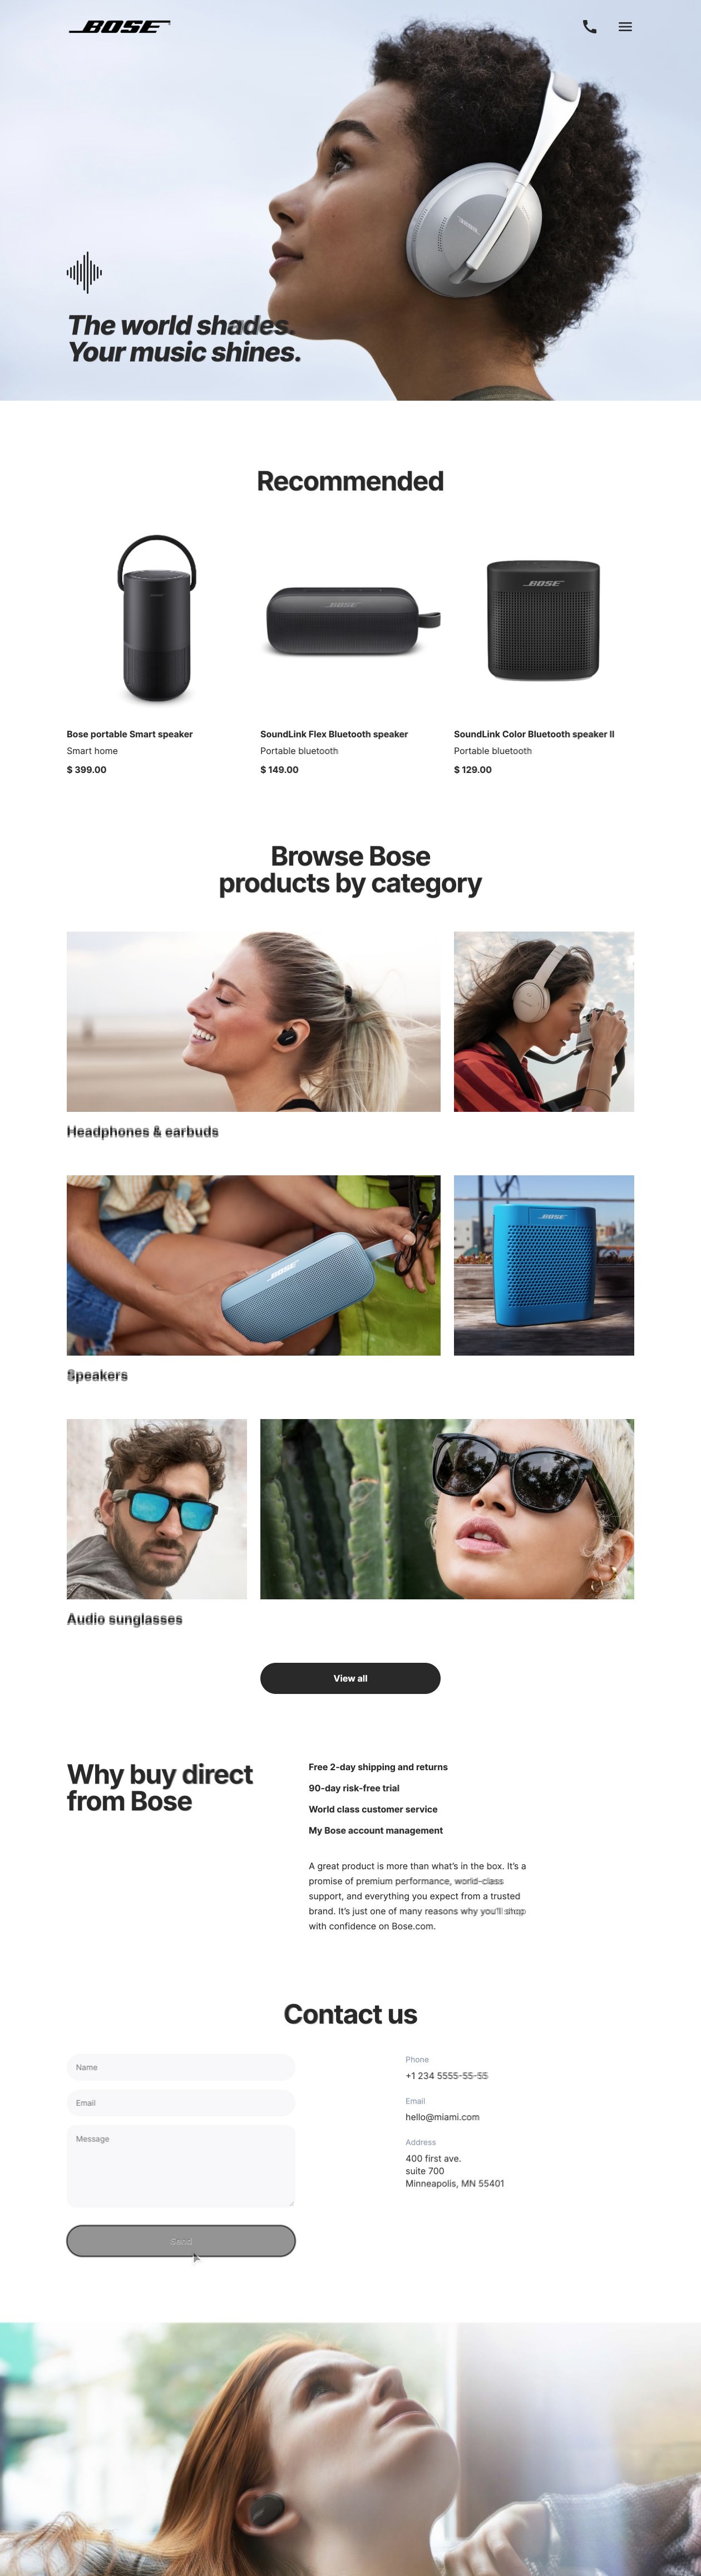 BOSE
The world shades.
Your music shines.
Recommended
BOSE
BOSE
Bose portable Smart speaker
Smart home
$ 399.00
SoundLink Flex Bluetooth speaker
Portable bluetooth
$ 149.00
SoundLink Color Bluetooth speaker II
Portable bluetooth
$ 129.00
Browse Bose
products by category
Headphones & earbuds
BOSE
BOSE
Speakers
Audio sunglasses
View all
Why buy direct
from Bose
Free 2-day shipping and returns
90-day risk-free trial
World class customer service
My Bose account management
A great product is more than what’s in the box. It’s a
promise of premium performance, world-class
support, and everything you expect from a trusted
brand. It’s just one of many reasons why you’ll shop
with confidence on Bose.com.
Contact us
Name
Email
Message
Send
Phone
+1 234 5555-55-55
Email
hello@miami.com
Address
400 first ave.
suite 700
Minneapolis, MN 55401